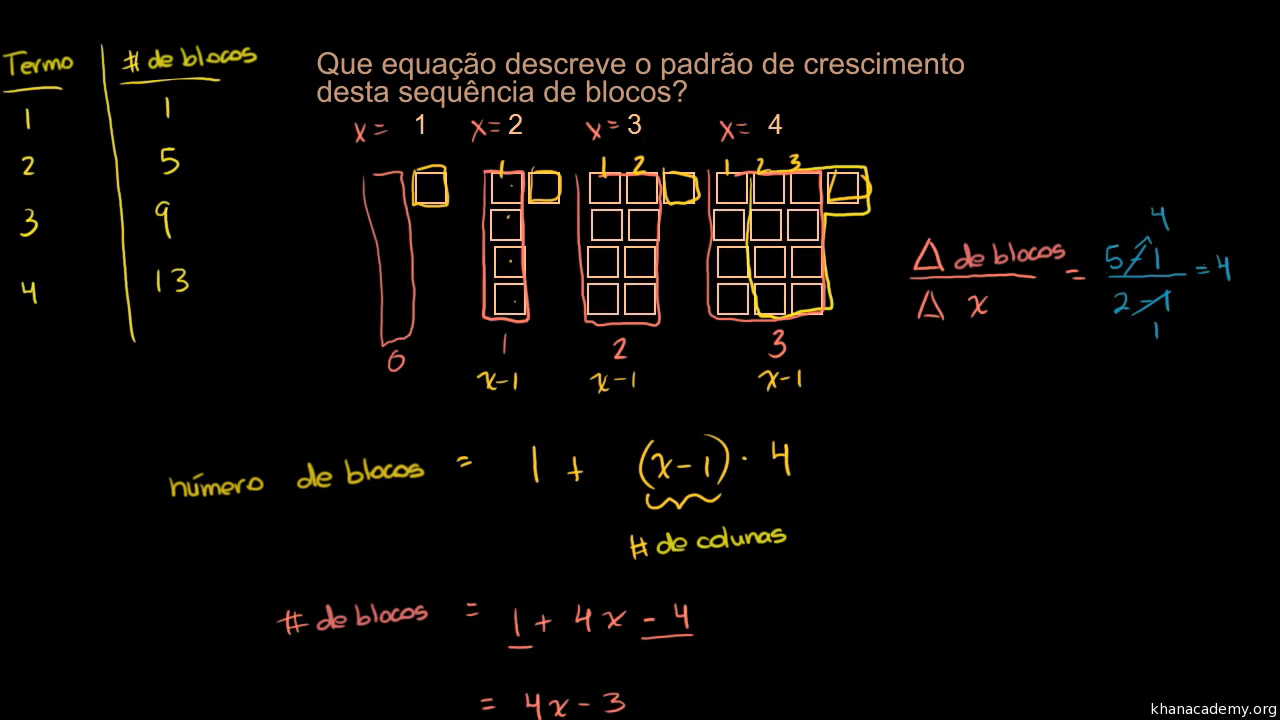 Termo # de blocos
1 1
2 5
3 9
4 13
Que equação descreve o padrão de crescimento
desta sequência de blocos?
x= 1 x= 2 x= 3 x= 4
1 1 2 1 2 3
0 1 2 3
x-1 x-1 x-1
Δ de blocos
Δ x
=
4
5-1
2-1
1
=4
número de blocos = 1 + (x-1)·4
# de colunas
# de blocos = 1 + 4x - 4
= 4x - 3
khanacademy.org